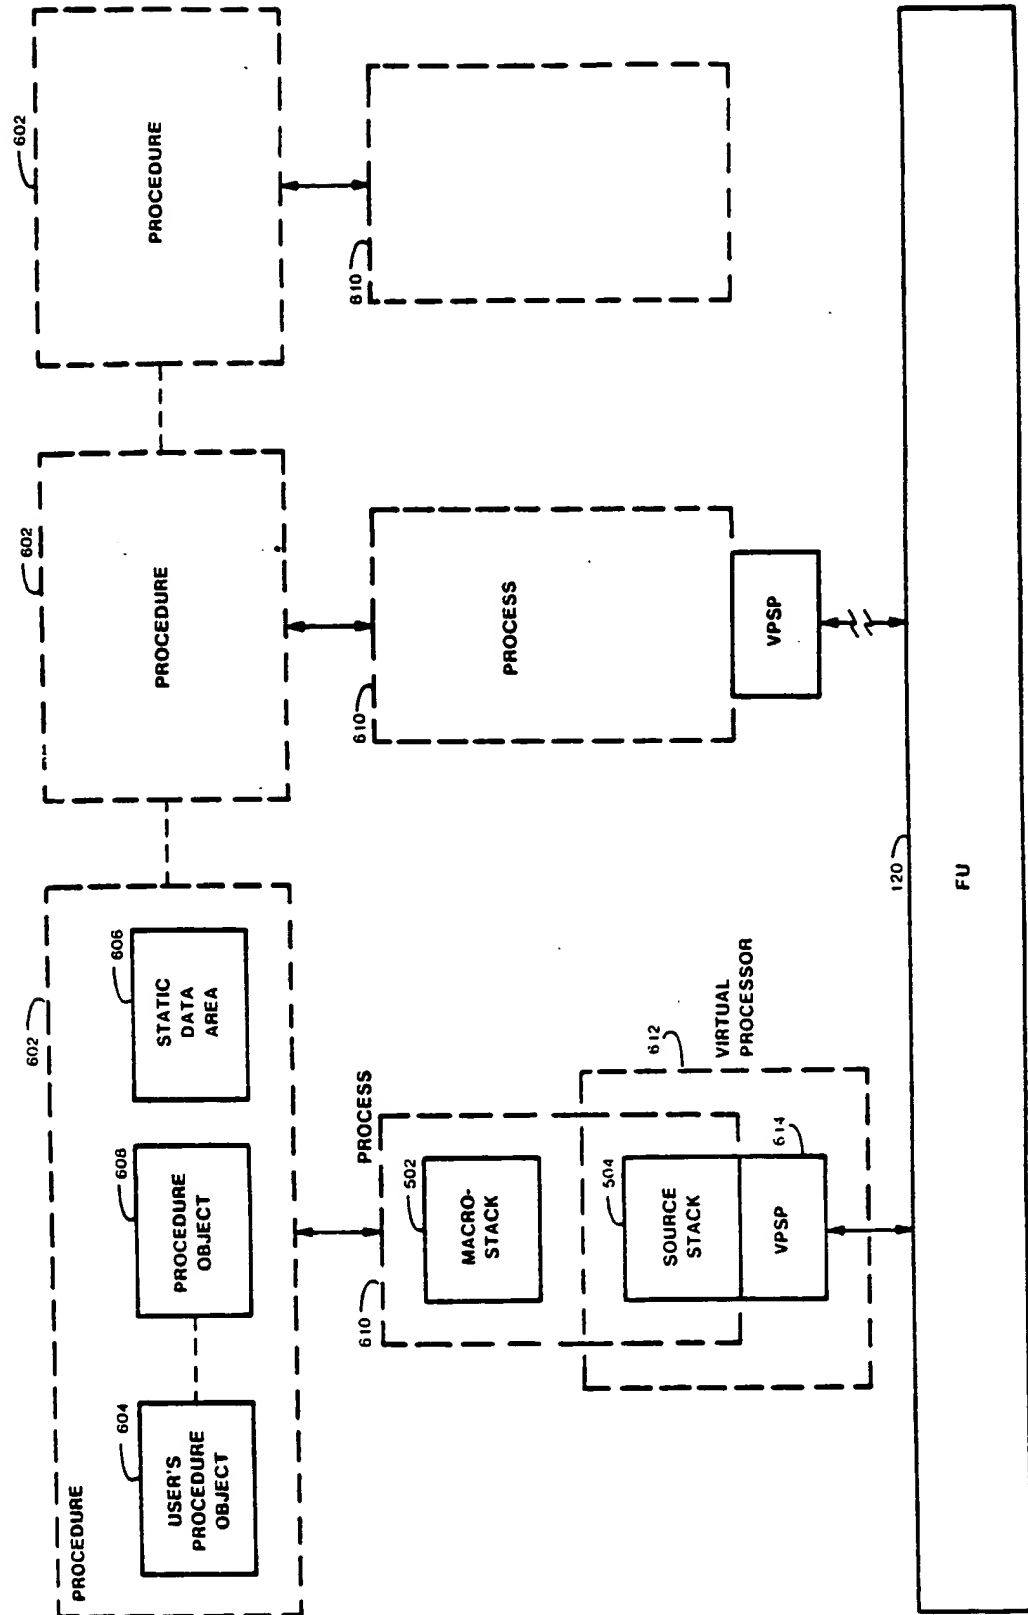 PROCEDURE
602
USER'S
PROCEDURE
OBJECT
604
PROCEDURE
OBJECT
608
STATIC
DATA
AREA
606
PROCEDURE
602
PROCEDURE
602
PROCESS
610
MACRO-
STACK
502
SOURCE
STACK
504
VPSP
614
612
VIRTUAL
PROCESSOR
PROCESS
610
VPSP
610
120
FU